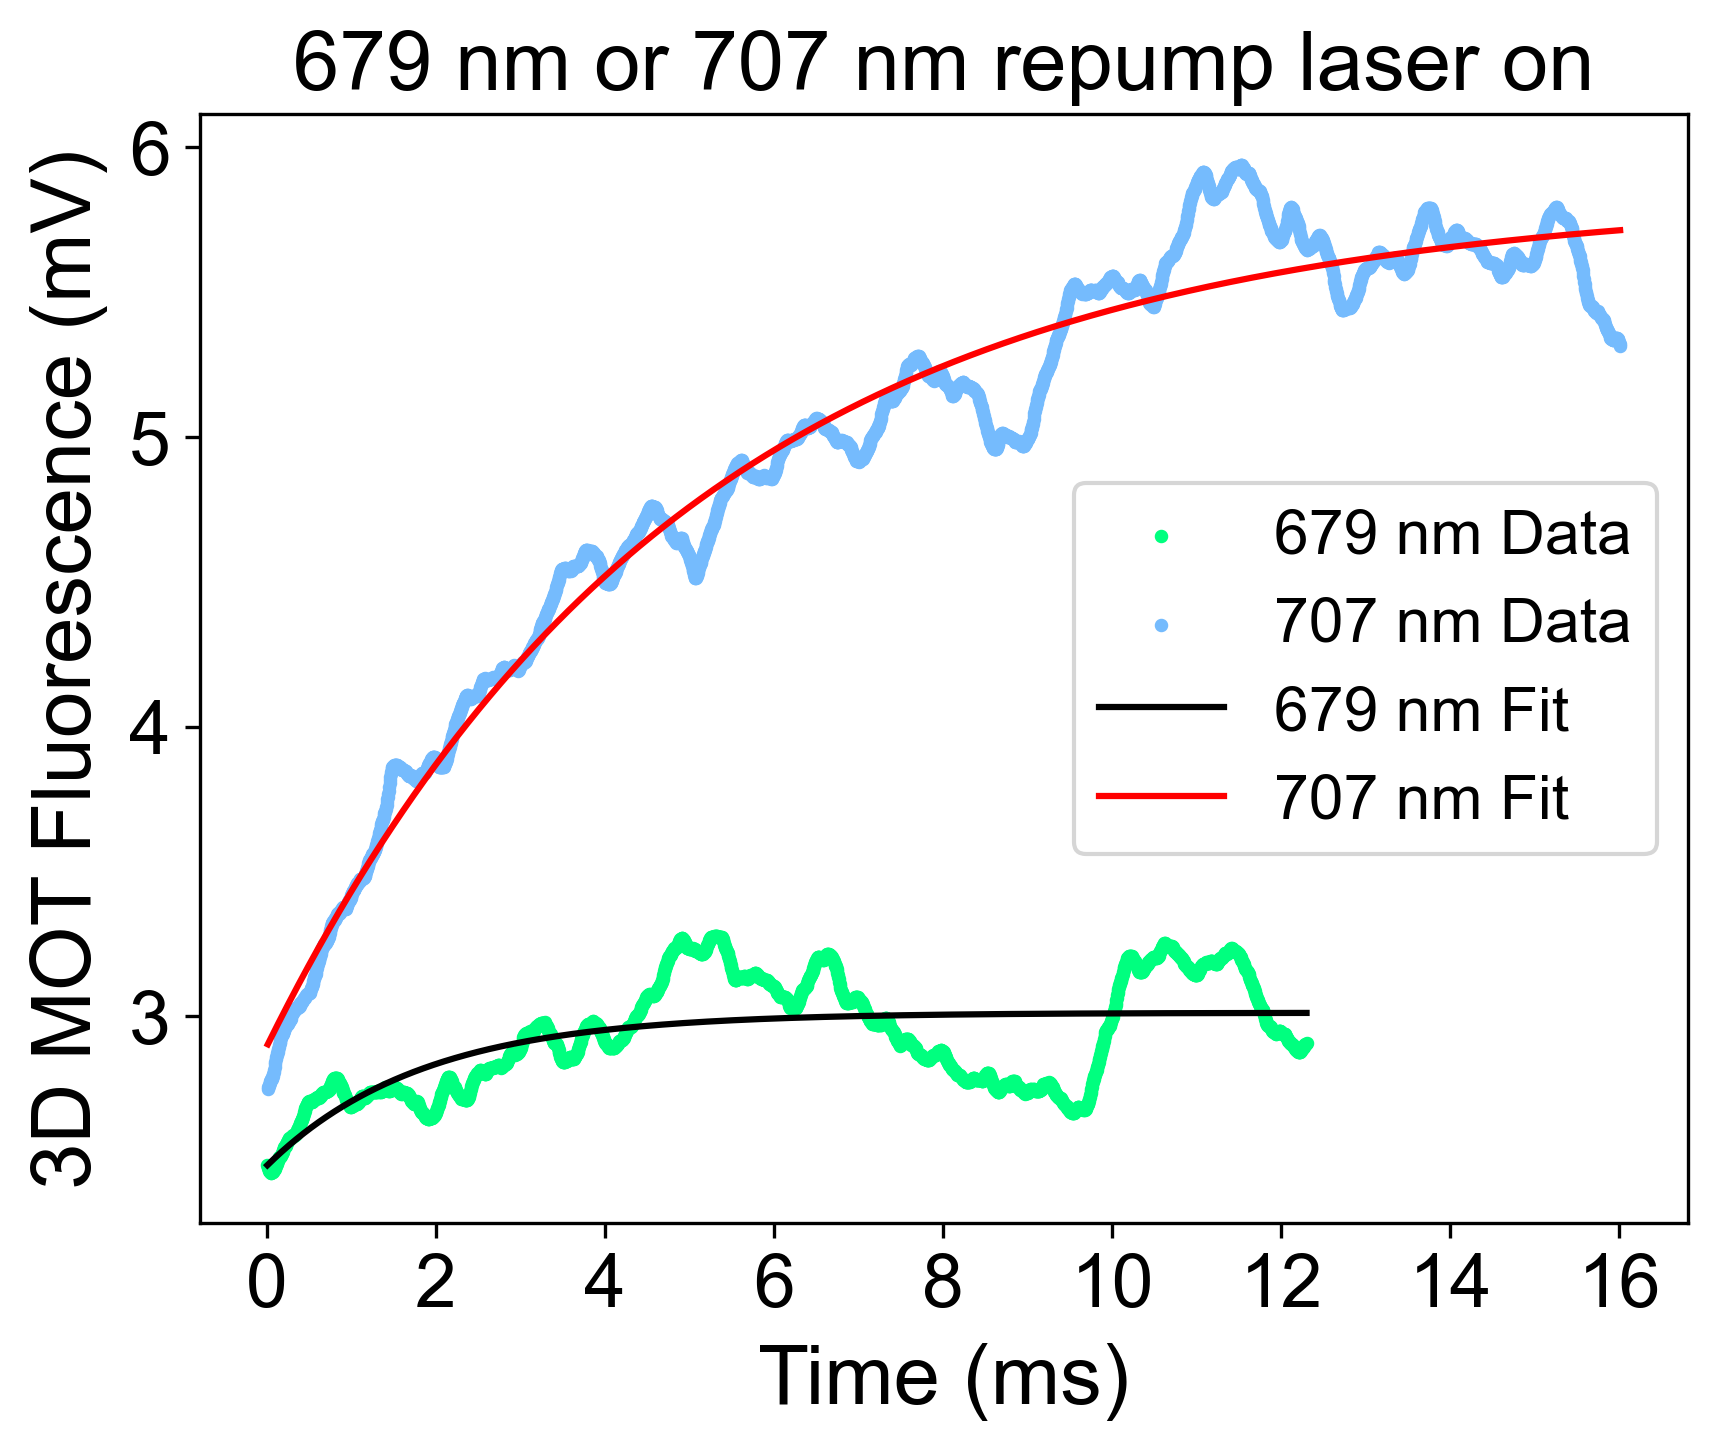 679 nm or 707 nm repump laser on
3D MOT Fluorescence (mV)
6
5
4
3
679 nm Data
707 nm Data
679 nm Fit
707 nm Fit
0 2 4 6 8 10 12 14 16
Time (ms)